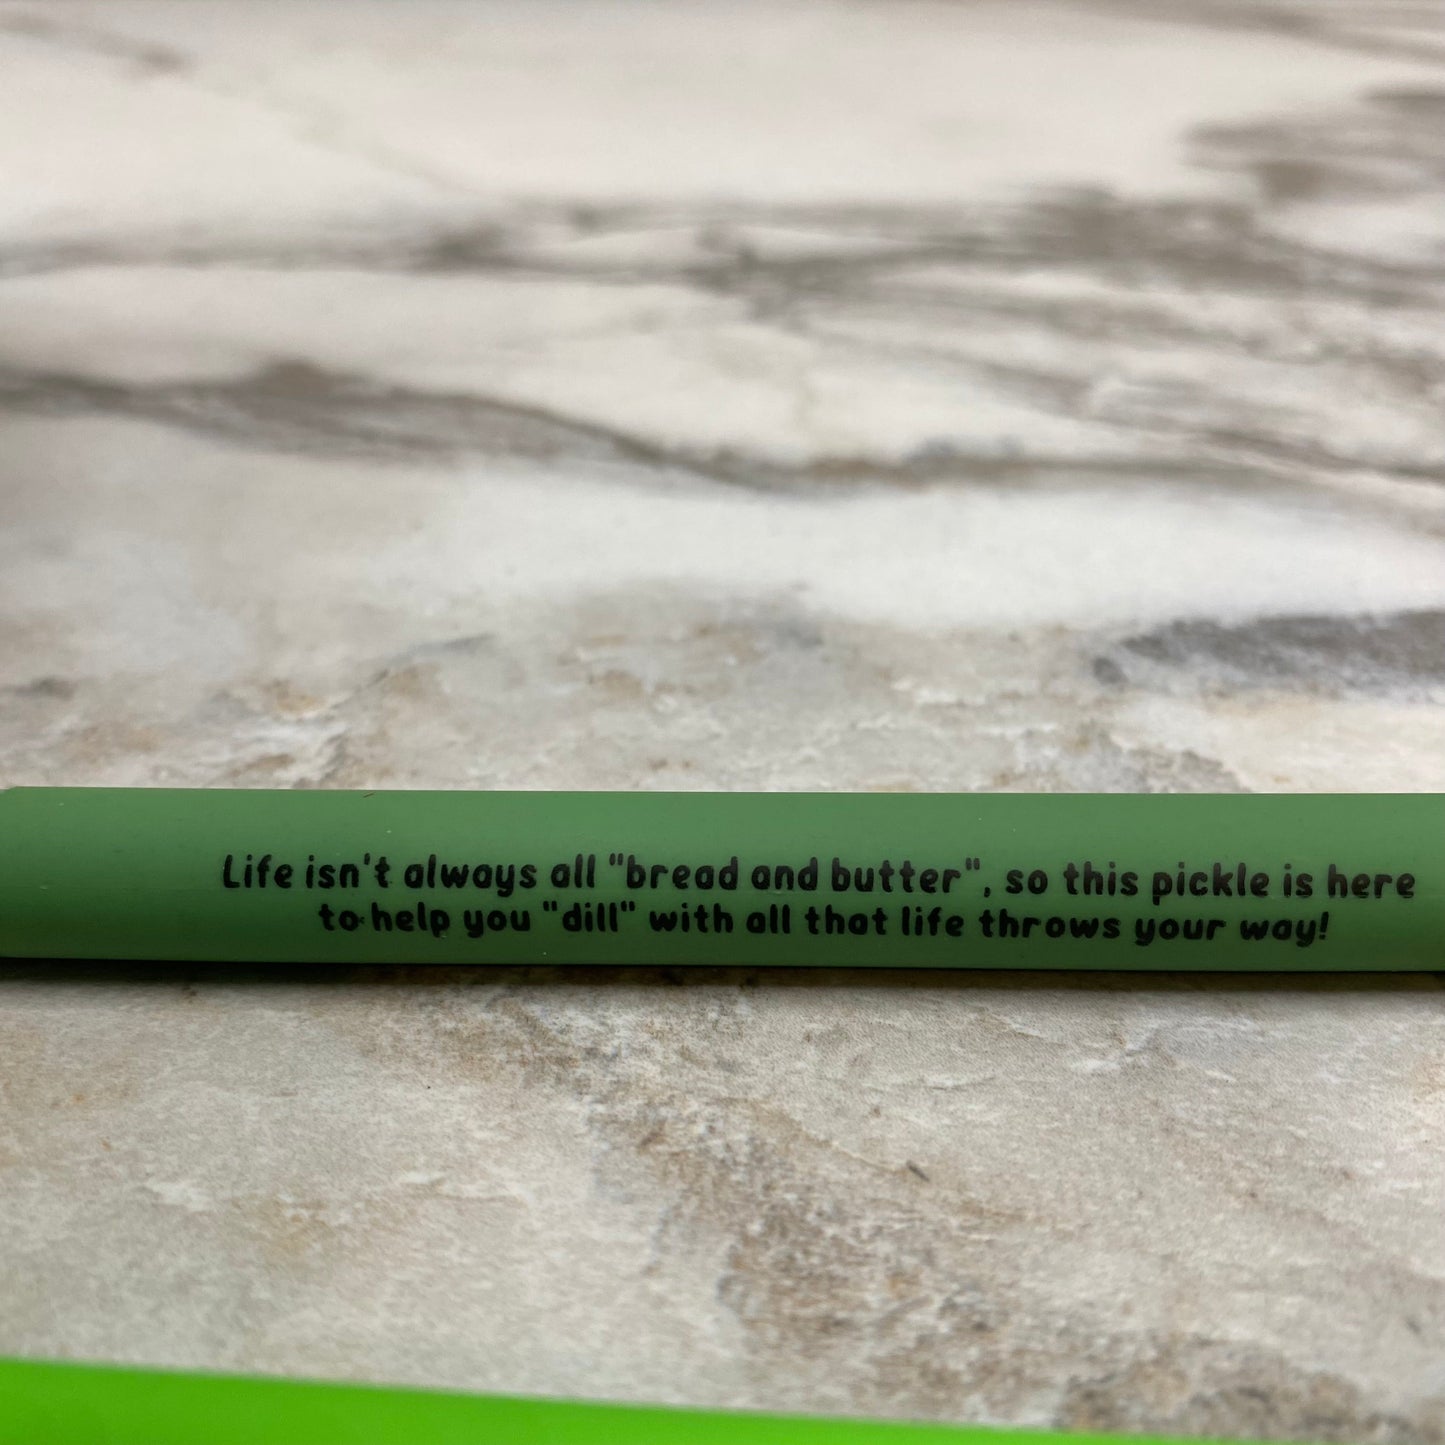 Life isn't always all "bread and butter", so this pickle is here
to help you "dill" with all that life throws your way!